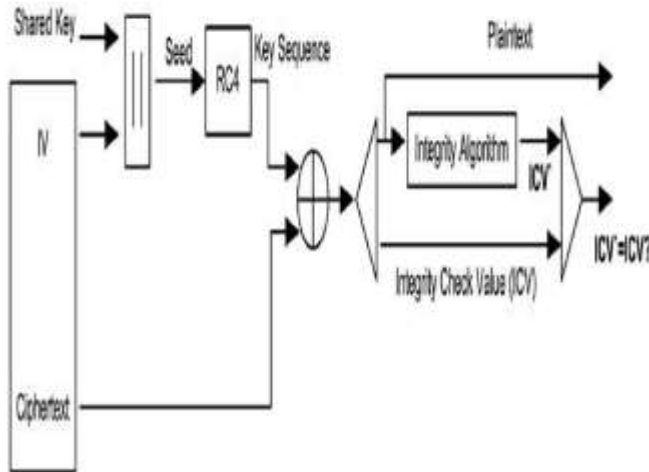 Shared Key
Seed
RC4
Key Sequence
Plaintext
IV
Integrity Algorithm
ICV'
ICV'=ICV?
Integrity Check Value (ICV)
Ciphertext